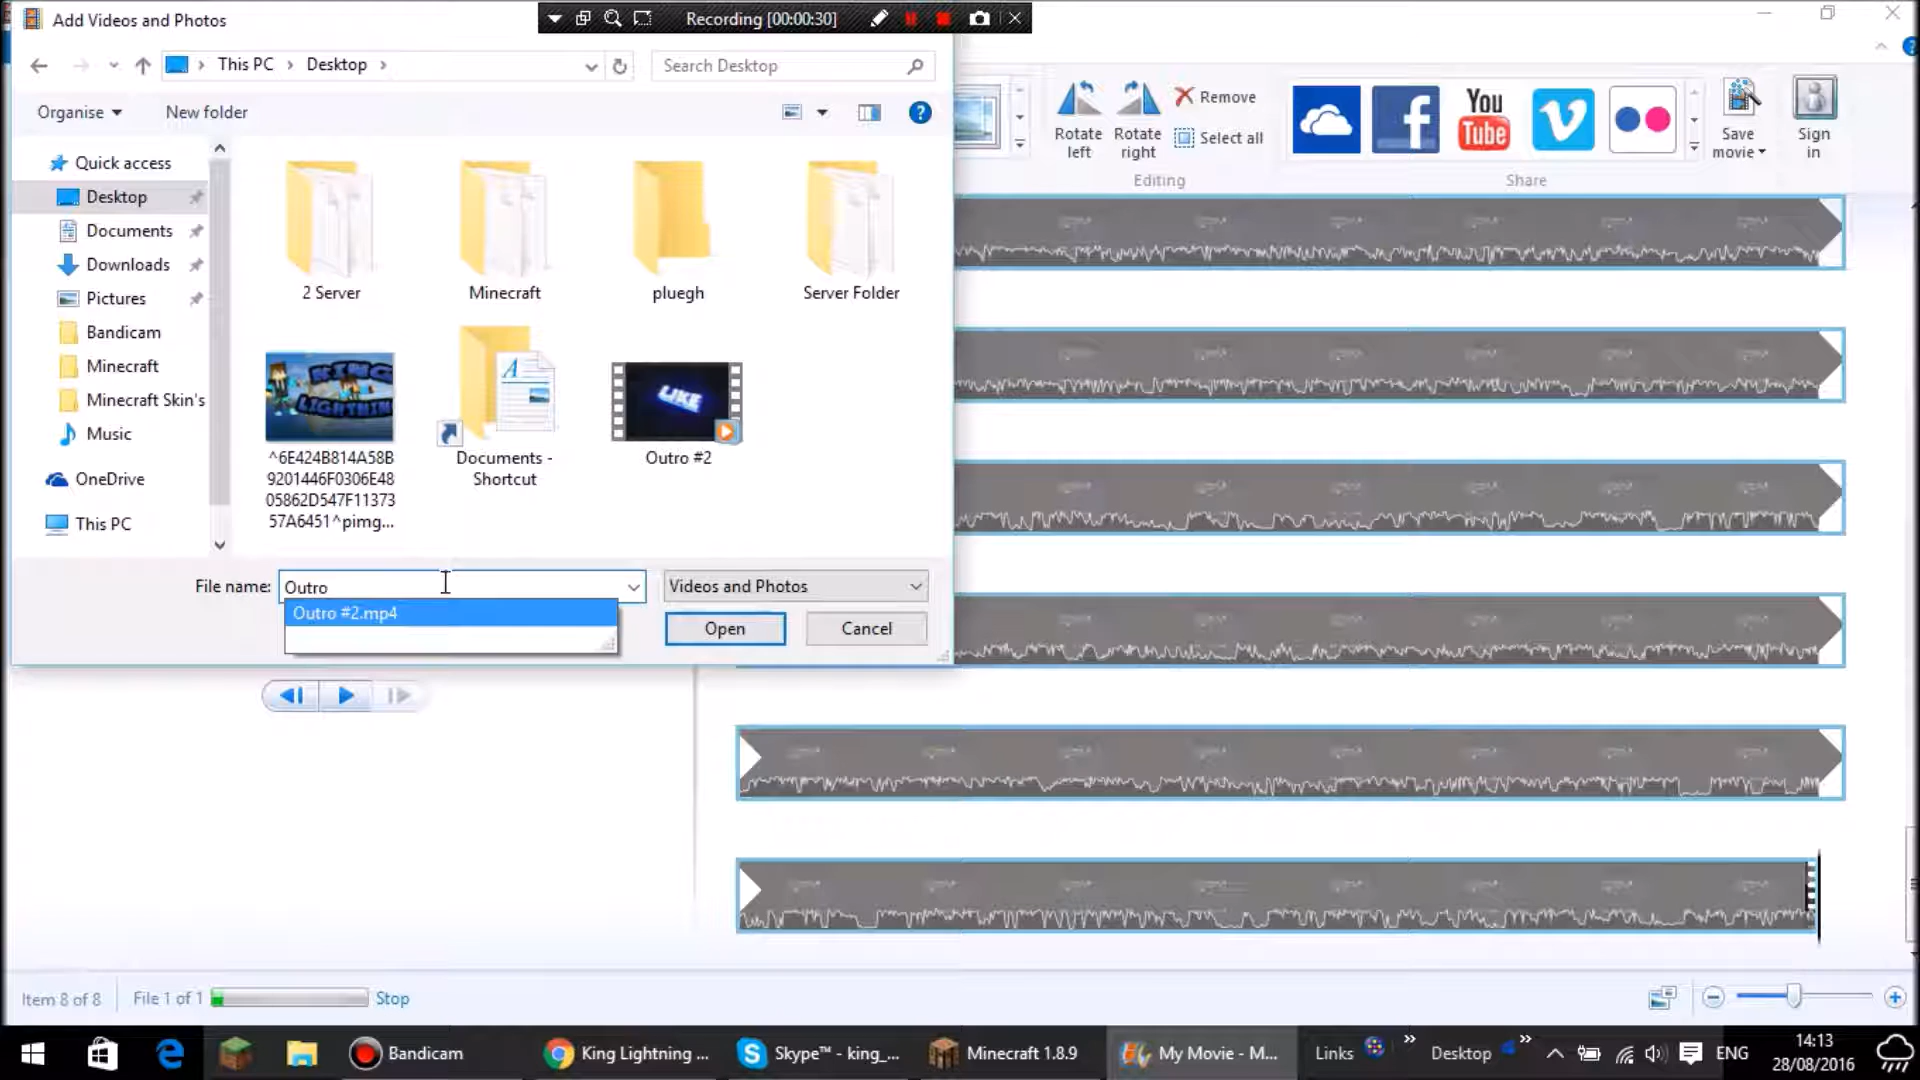 Add Videos and Photos
Recording [00:00:30]
This PC
Desktop
Search Desktop
Organise
New folder
Rotate left
Rotate right
Remove
Select all
Editing
You Tube
Share
Save movie
Sign in
Quick access
Desktop
Documents
Downloads
Pictures
Bandicam
Minecraft
Minecraft Skin's
Music
OneDrive
This PC
2 Server
Minecraft
pluegh
Server Folder
KING LIGHTNING
^6E424B814A58B
9201446F0306E48
05862D547F11373
57A6451^pimg...
Documents -
Shortcut
LIKE
Outro #2
File name:
Outro
Videos and Photos
Outro #2.mp4
Open
Cancel
Item 8 of 8
File 1 of 1
Stop
Bandicam
King Lightning ...
Skype™ - king_...
Minecraft 1.8.9
My Movie - M...
Links
Desktop
ENG
14:13
28/08/2016